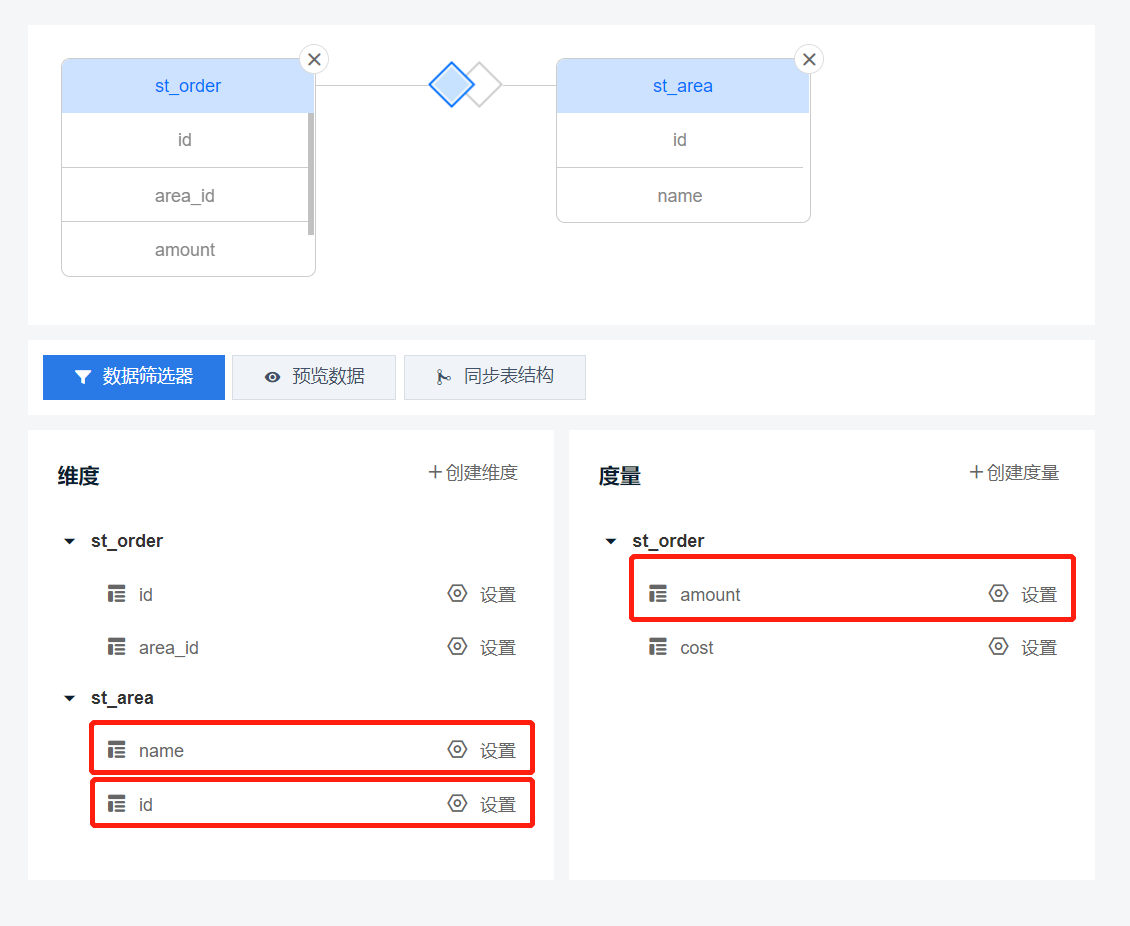 st_order
id
area_id
amount
st_area
id
name
数据筛选器
预览数据
同步表结构
维度
+创建维度
st_order
id 设置
area_id 设置
st_area
name 设置
id 设置
度量
+创建度量
st_order
amount 设置
cost 设置